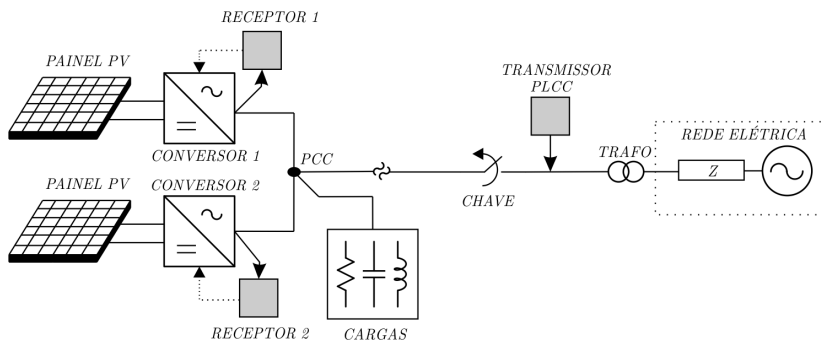 RECEPTOR 1
PAINEL PV
CONVERSOR 1
PAINEL PV
CONVERSOR 2
RECEPTOR 2
PCC
CARGAS
CHAVE
TRANSMISSOR
PLCC
TRAFO
REDE ELÉTRICA
Z